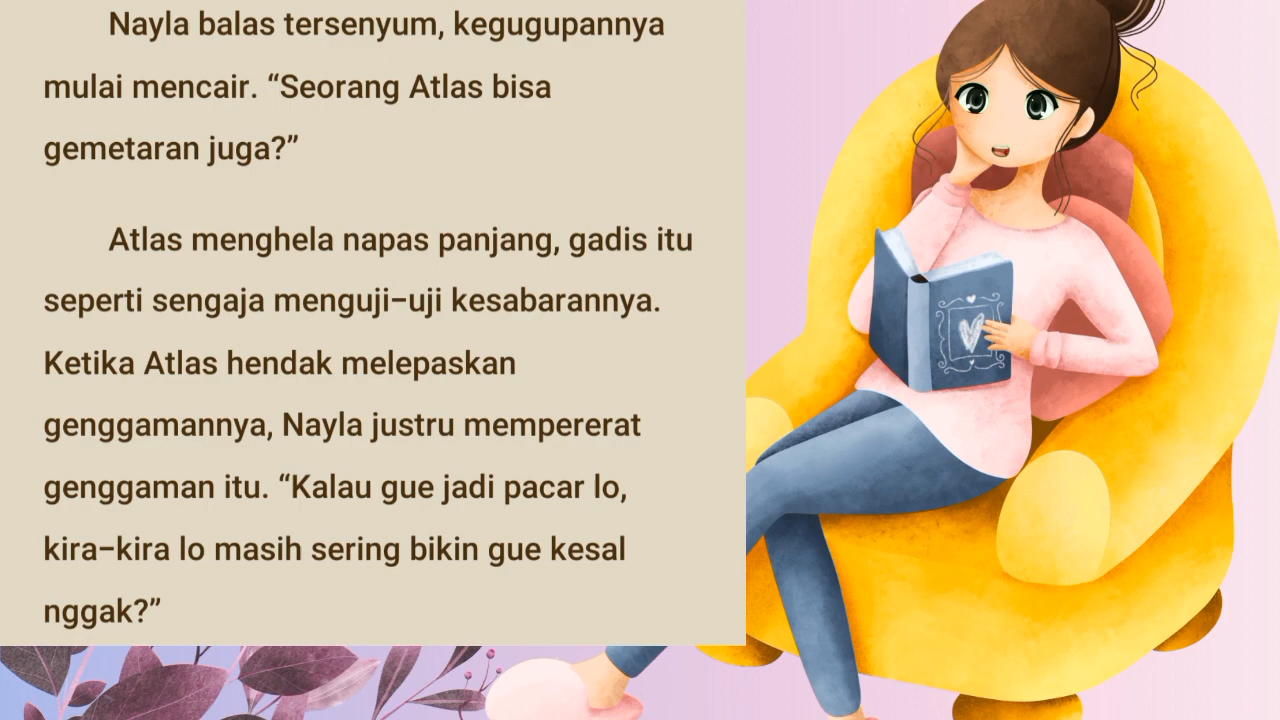 Nayla balas tersenyum, kegugupannya
mulai mencair. “Seorang Atlas bisa
gemetaran juga?”
Atlas menghela napas panjang, gadis itu
seperti sengaja menguji-uji kesabarannya.
Ketika Atlas hendak melepaskan
genggamannya, Nayla justru mempererat
genggaman itu. “Kalau gue jadi pacar lo,
kira-kira lo masih sering bikin gue kesal
nggak?”